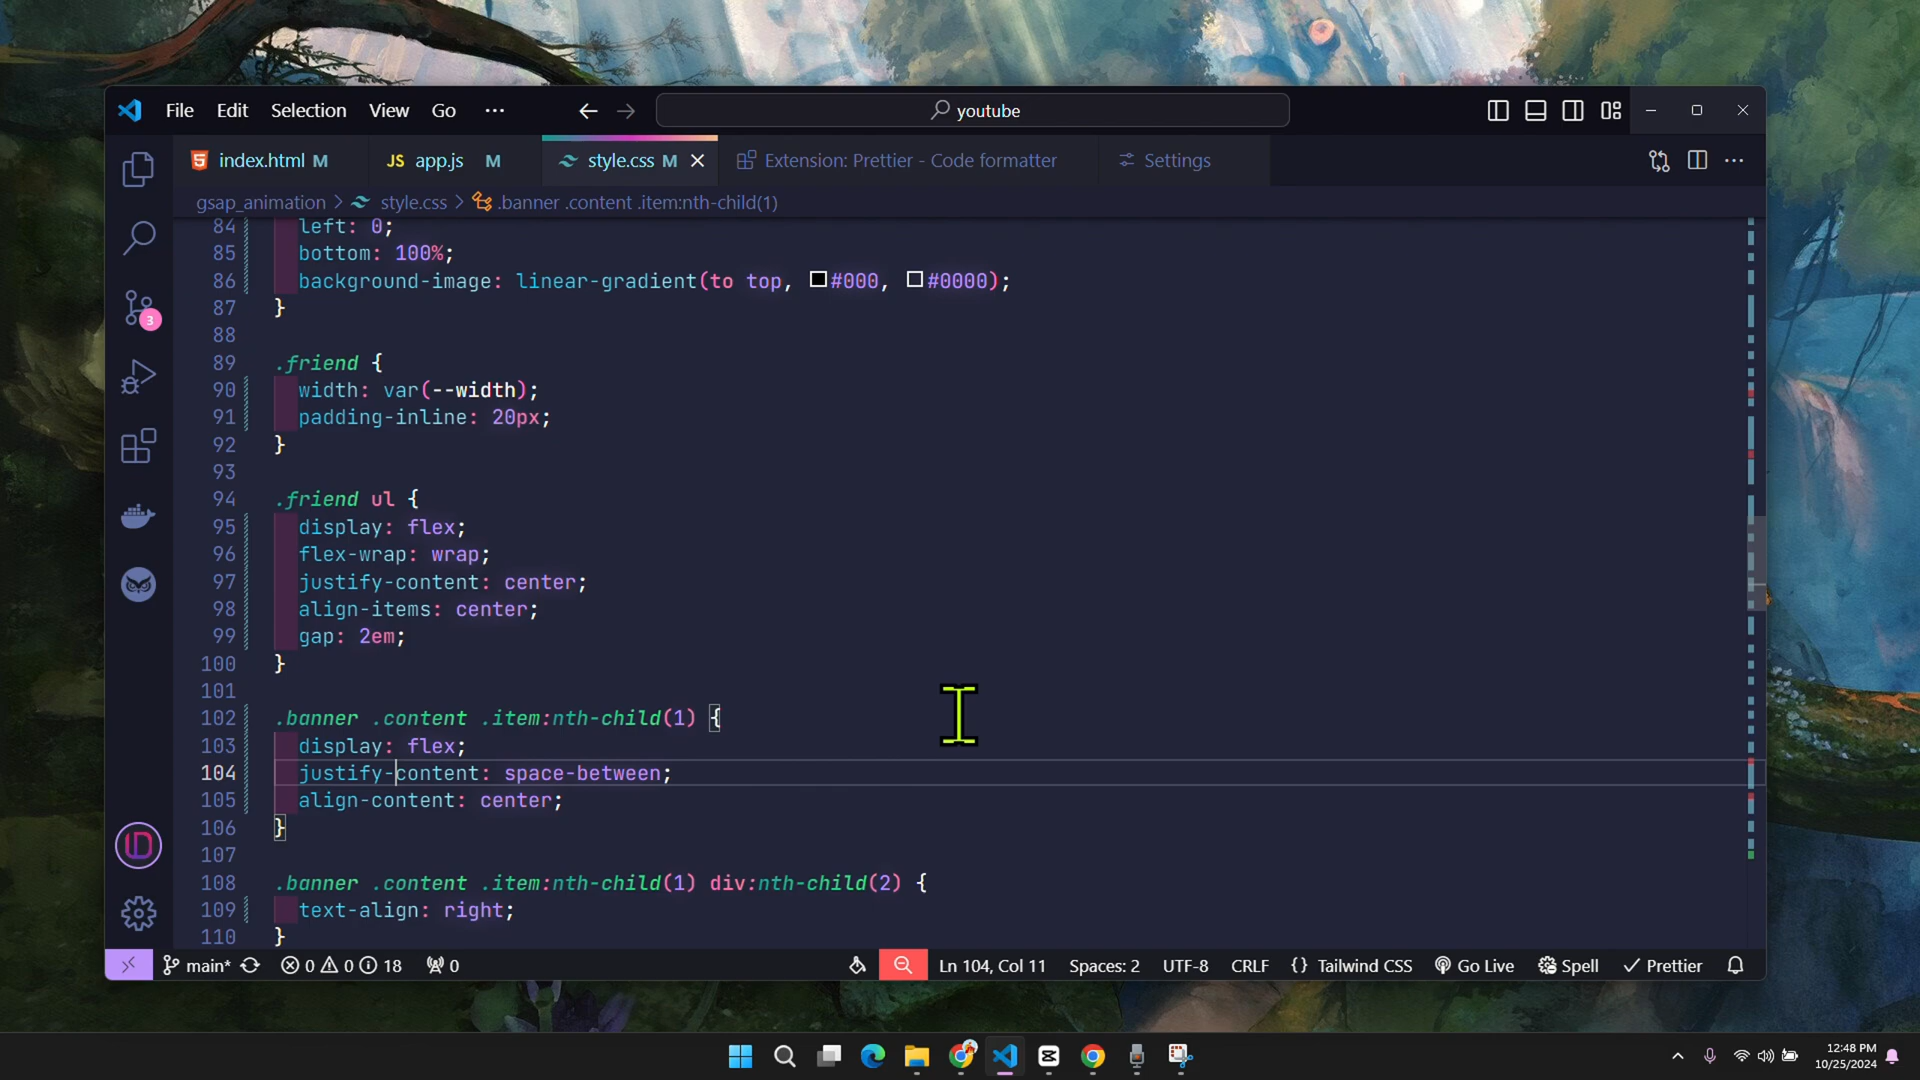 File Edit Selection View Go ··· youtube
index.html M JS app.js M style.css M Extension: Prettier - Code formatter Settings
gsap_animation > style.css > .banner .content .item:nth-child(1)
84 left: 0;
85 bottom: 100%;
86 background-image: linear-gradient(to top, #000, #0000);
87 }
88
89 .friend {
90 width: var(--width);
91 padding-inline: 20px;
92 }
93
94 .friend ul {
95 display: flex;
96 flex-wrap: wrap;
97 justify-content: center;
98 align-items: center;
99 gap: 2em;
100 }
101
102 .banner .content .item:nth-child(1) {
103 display: flex;
104 justify-content: space-between;
105 align-content: center;
106 }
107
108 .banner .content .item:nth-child(1) div:nth-child(2) {
109 text-align: right;
110 }
3
main* 0 0 18 0 Ln 104, Col 11 Spaces: 2 UTF-8 CRLF {} Tailwind CSS Go Live Spell Prettier
12:48 PM
10/25/2024